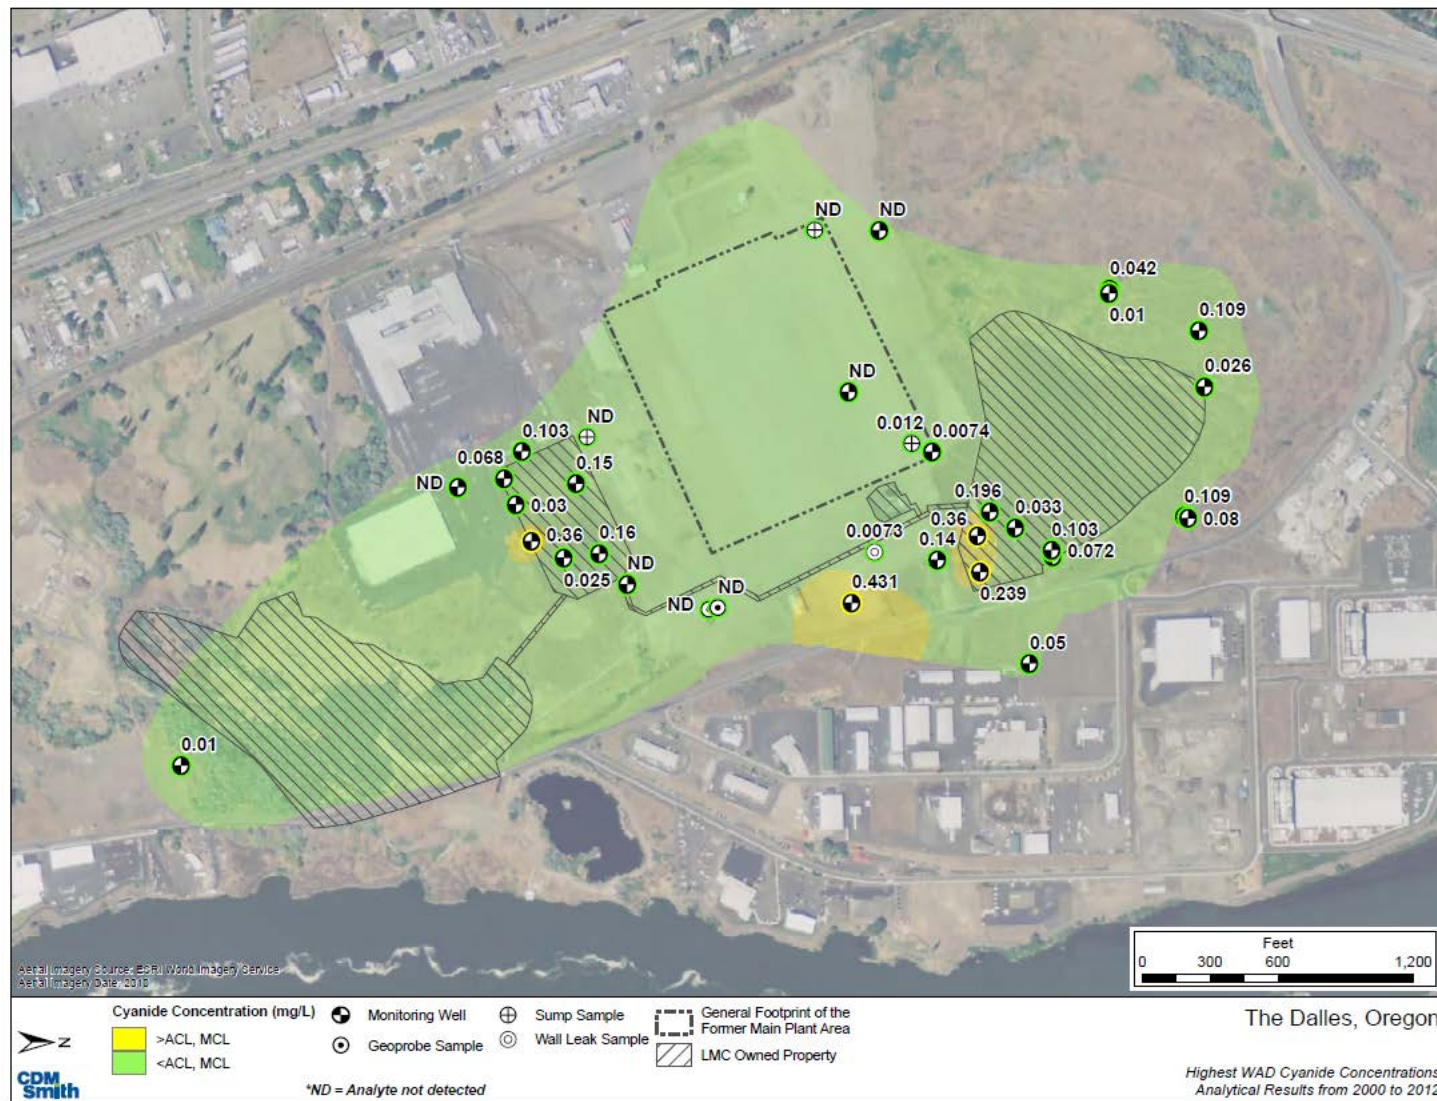 ND
ND
0.042
0.01
0.109
0.026
ND
0.012
0.0074
ND
0.103
0.068
0.15
ND
0.03
0.36
0.16
0.025
ND
ND
ND
0.0073
0.14
0.36
0.196
0.033
0.103
0.072
0.109
0.08
0.431
0.239
0.05
0.01
Aerial Imagery Source: ESRI World Imagery Service
Aerial Imagery Date: 2010
Feet
0 300 600 1,200
N
CDM
Smith
Cyanide Concentration (mg/L)
>ACL, MCL
<ACL, MCL
Monitoring Well
Geoprobe Sample
Sump Sample
Wall Leak Sample
General Footprint of the
Former Main Plant Area
LMC Owned Property
*ND = Analyte not detected
The Dalles, Oregon
Highest WAD Cyanide Concentrations
Analytical Results from 2000 to 2012